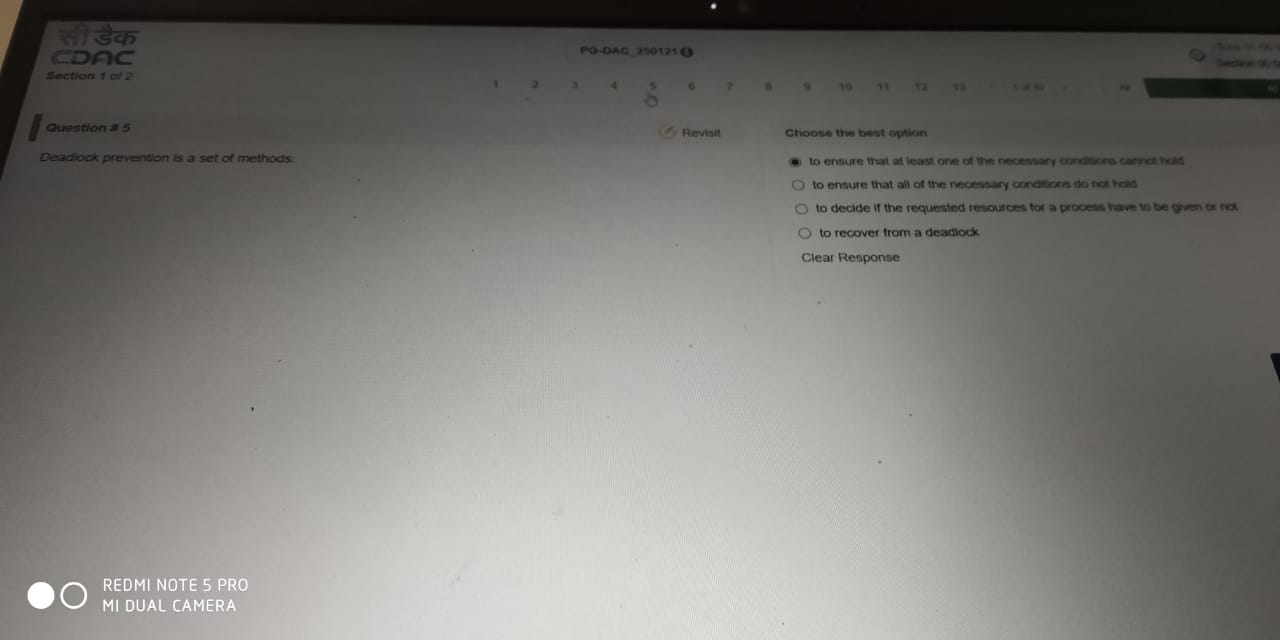 सी डैक
CDAC
Section 1 of 2
PG-DAC_250121
1 2 3 4 5 6 7 8 9 10 11 12 13
Question # 5
Revisit
Deadlock prevention is a set of methods:
Choose the best option
to ensure that at least one of the necessary conditions cannot hold
to ensure that all of the necessary conditions do not hold
to decide if the requested resources for a process have to be given or not
to recover from a deadlock
Clear Response
REDMI NOTE 5 PRO
MI DUAL CAMERA